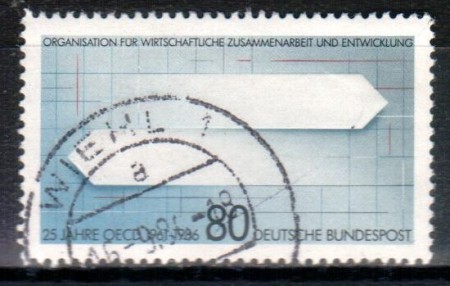 ORGANISATION FÜR WIRTSCHAFTLICHE ZUSAMMENARBEIT UND ENTWICKLUNG
WIEHL 1
a
25 JAHRE OECD 1961-1986 80 DEUTSCHE BUNDESPOST